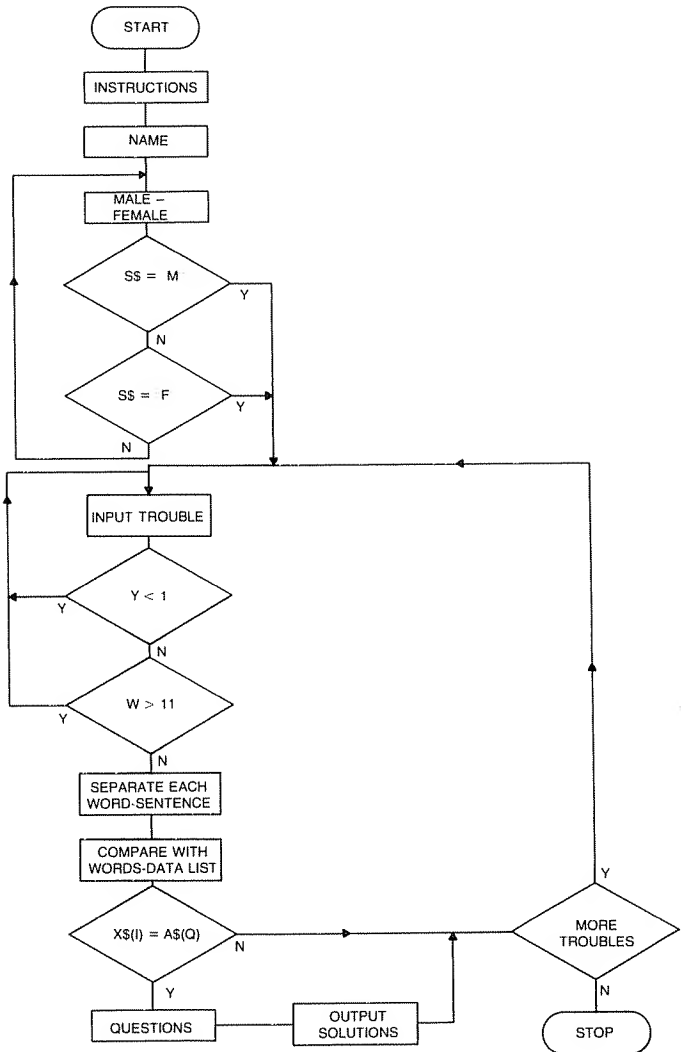 START
INSTRUCTIONS
NAME
MALE –
FEMALE
S$ = M
Y
N
S$ = F
Y
N
INPUT TROUBLE
Y < 1
Y
N
W > 11
Y
N
SEPARATE EACH
WORD-SENTENCE
COMPARE WITH
WORDS-DATA LIST
X$(I) = A$(Q)
N
Y
QUESTIONS
OUTPUT
SOLUTIONS
Y
MORE
TROUBLES
N
STOP